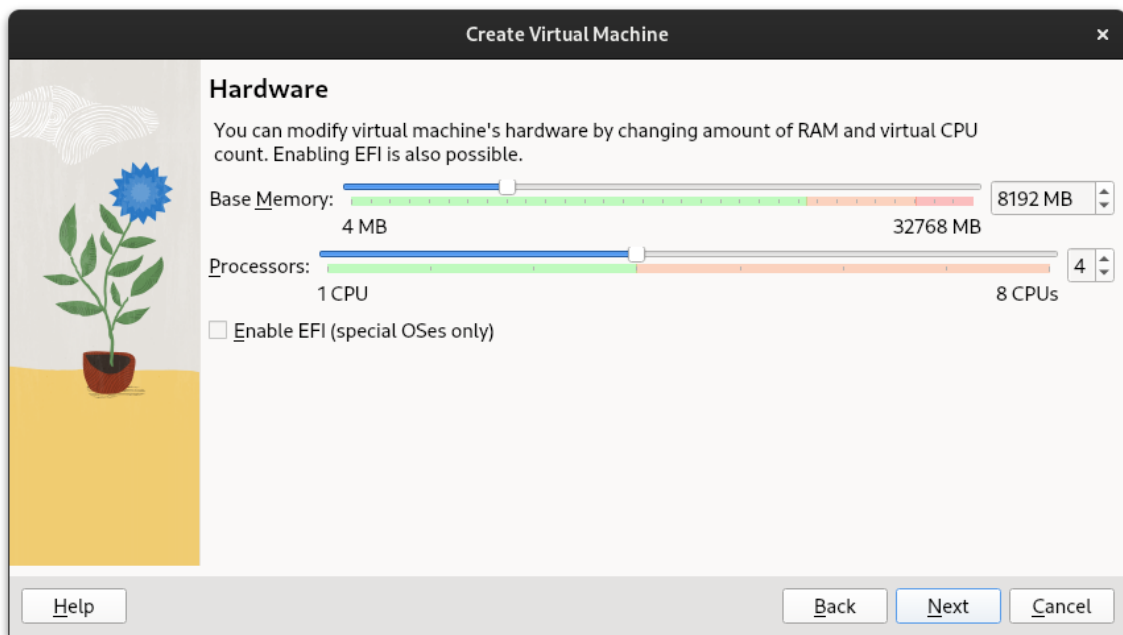 Create Virtual Machine
Hardware
You can modify virtual machine's hardware by changing amount of RAM and virtual CPU
count. Enabling EFI is also possible.
Base Memory:
8192 MB
4 MB
32768 MB
Processors:
4
1 CPU
8 CPUs
Enable EFI (special OSes only)
Help
Back
Next
Cancel